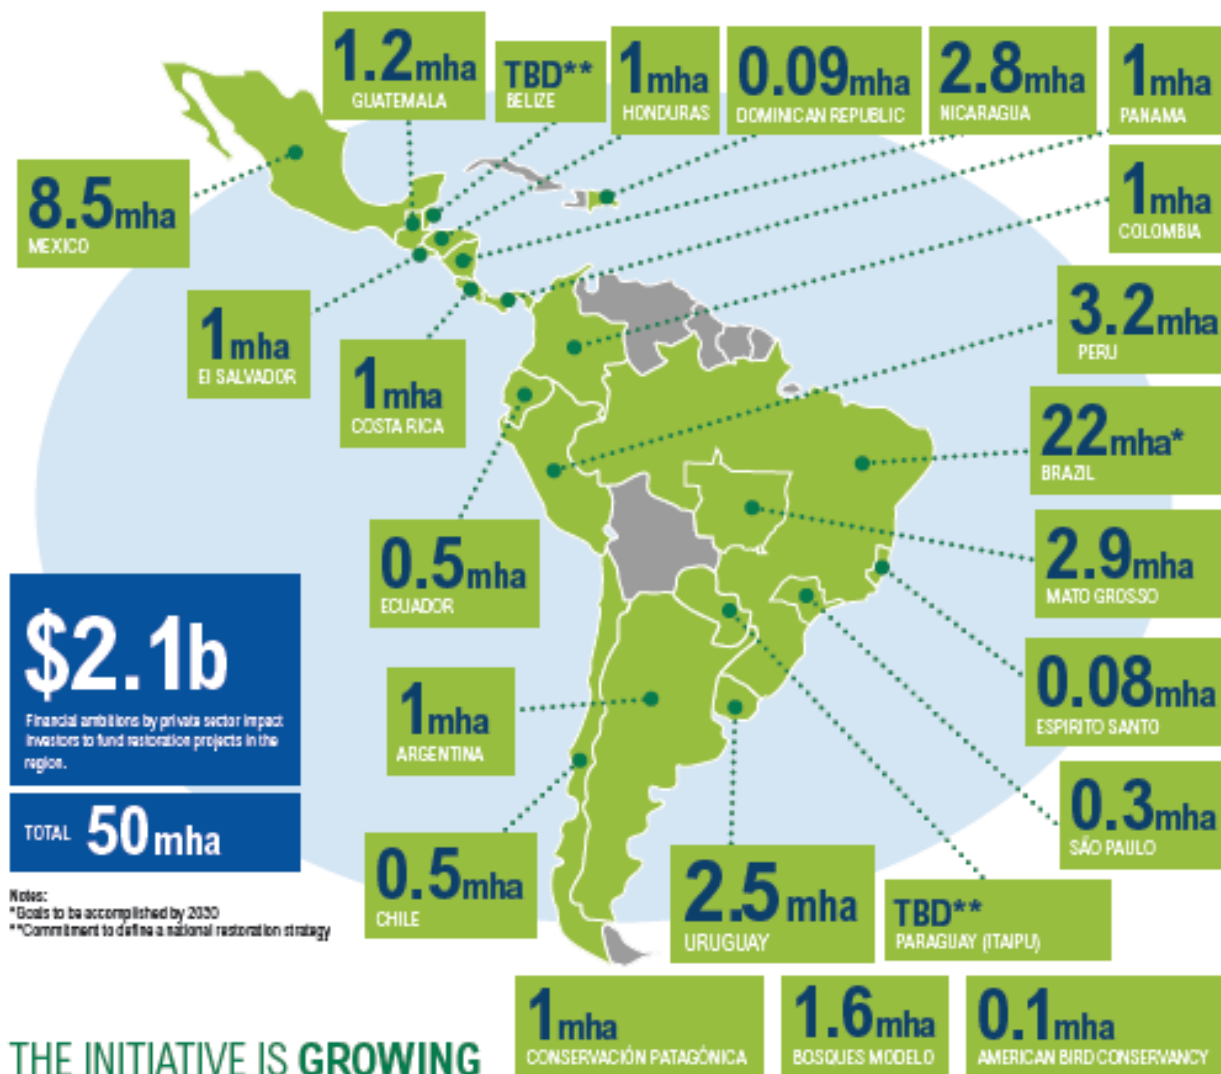 1.2mha
GUATEMALA
TBD**
BELIZE
1mha
HONDURAS
0.09mha
DOMINICAN REPUBLIC
2.8mha
NICARAGUA
1mha
PANAMA
8.5mha
MEXICO
1mha
COLOMBIA
1mha
El SALVADOR
1mha
COSTA RICA
3.2mha
PERU
22mha*
BRAZIL
0.5mha
ECUADOR
2.9mha
MATO GROSSO
$2.1b
Financial ambitions by private sector impact
investors to fund restoration projects in the
region.
TOTAL 50mha
1mha
ARGENTINA
0.08mha
ESPIRITO SANTO
0.3mha
SÃO PAULO
0.5mha
CHILE
2.5mha
URUGUAY
TBD**
PARAGUAY (ITAIPU)
Notes:
*Goals to be accomplished by 2030
**Commitment to define a national restoration strategy
1mha
CONSERVACIÓN PATAGÓNICA
1.6mha
BOSQUES MODELO
0.1mha
AMERICAN BIRD CONSERVANCY
THE INITIATIVE IS GROWING